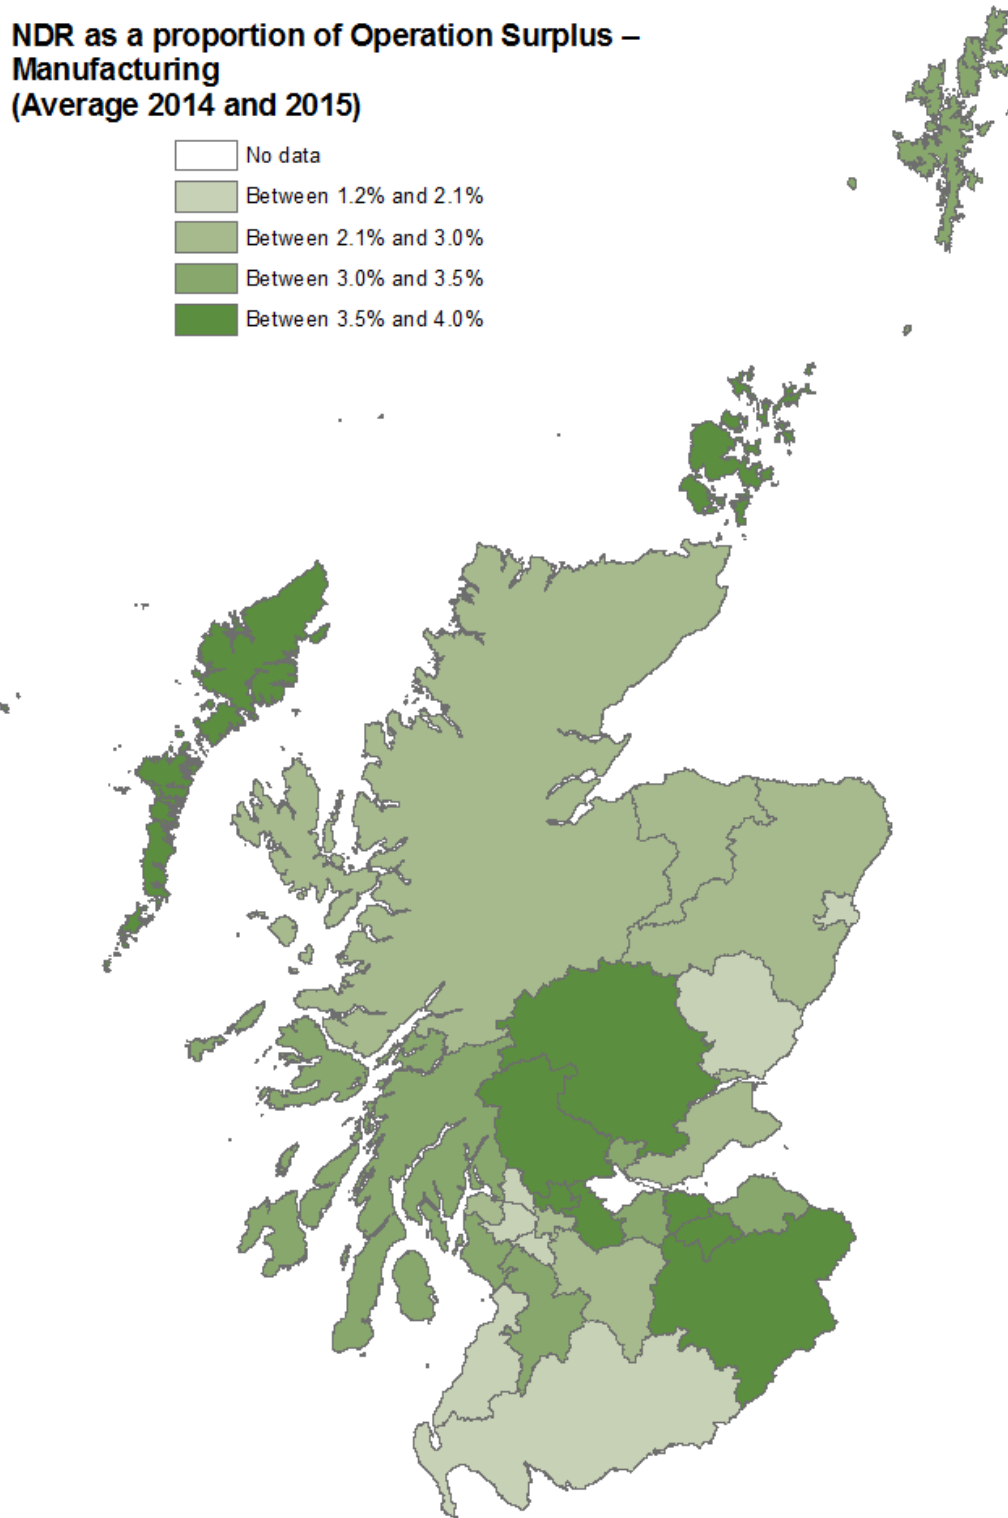 NDR as a proportion of Operation Surplus –
Manufacturing
(Average 2014 and 2015)
No data
Between 1.2% and 2.1%
Between 2.1% and 3.0%
Between 3.0% and 3.5%
Between 3.5% and 4.0%